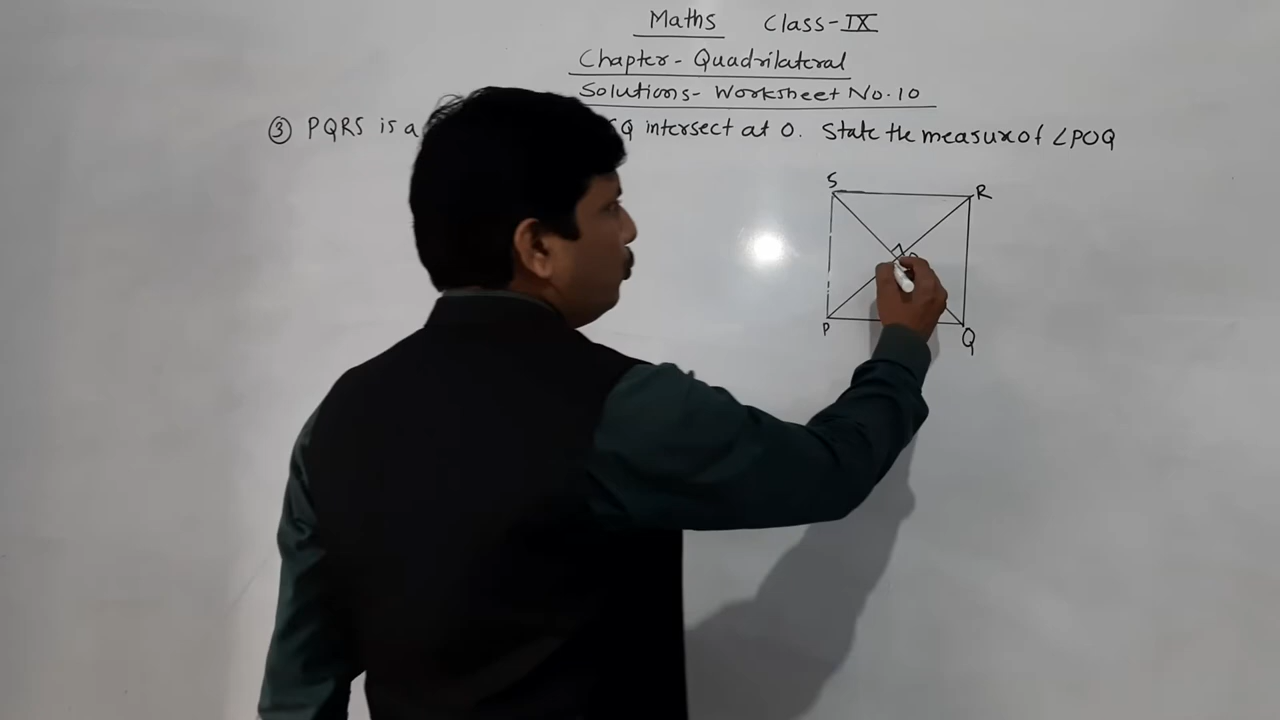 Maths Class-IX
Chapter- Quadrilateral
Solutions- Worksheet No.10
③ PQRS is a SQ intersect at O. State the measure of ∠POQ
S
R
O
P
Q